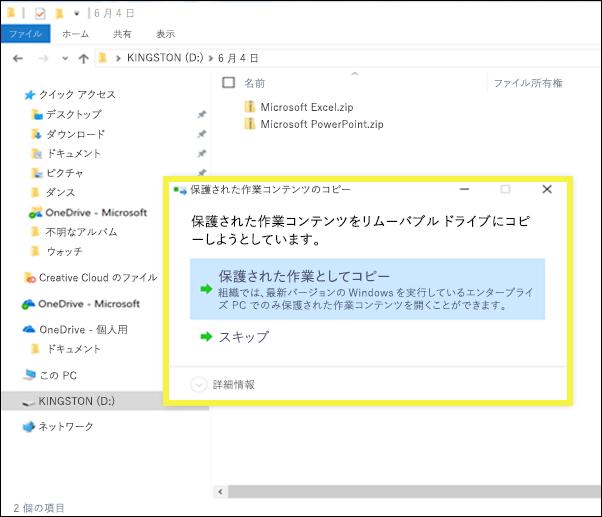 6 月 4 日
ファイル ホーム 共有 表示
KINGSTON (D:) > 6 月 4 日
名前 ファイル所有権
クイック アクセス
デスクトップ
ダウンロード
ドキュメント
ピクチャ
ダンス
OneDrive - Microsoft
不明なアルバム
ウォッチ
Creative Cloud のファイル
OneDrive - Microsoft
OneDrive - 個人用
ドキュメント
この PC
KINGSTON (D:)
ネットワーク
Microsoft Excel.zip
Microsoft PowerPoint.zip
保護された作業コンテンツのコピー
保護された作業コンテンツをリムーバブル ドライブにコピ
ーしようとしています。
保護された作業としてコピー
組織では、最新バージョンの Windows を実行しているエンタープライ
ズ PC でのみ保護された作業コンテンツを開くことができます。
スキップ
詳細情報
2 個の項目